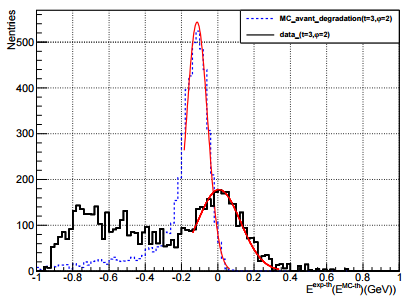 Nentries
MC_avant_degradation(t=3,φ=2)
data_(t=3,φ=2)
500
400
300
200
100
0
-1 -0.8 -0.6 -0.4 -0.2 0 0.2 0.4 0.6 0.8 1
E^exp-th(E^MC-th)(GeV))